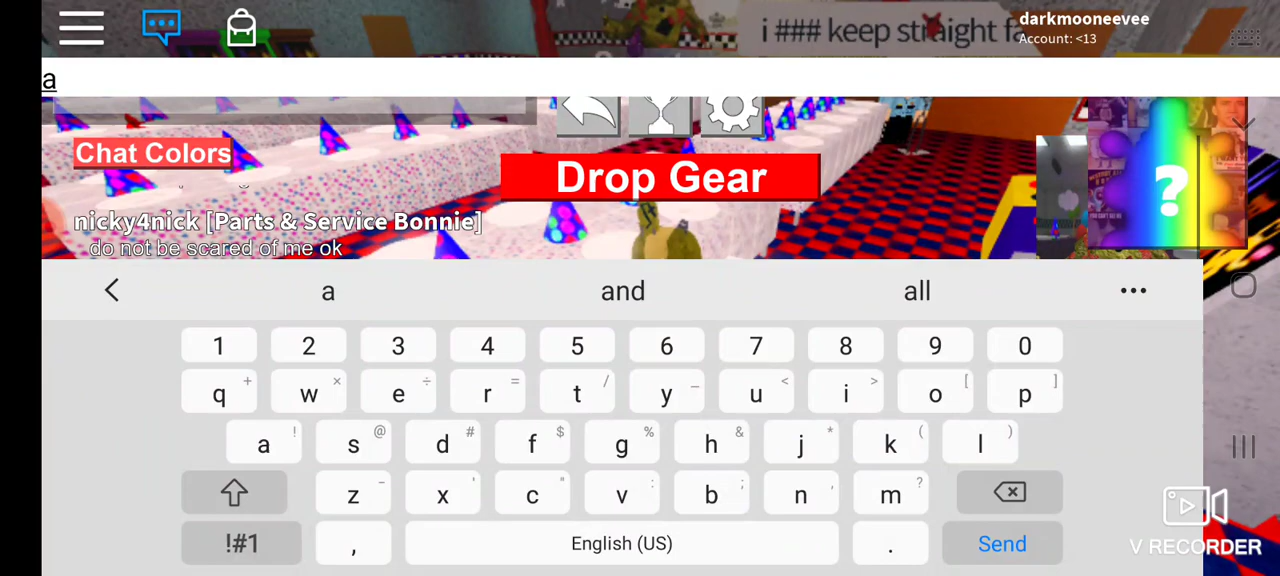 i ### keep straight fa
darkmooneevee
Account: <13
a
Chat Colors
Drop Gear
?
nicky4nick [Parts & Service Bonnie]
do not be scared of me ok
a and all •••
1 2 3 4 5 6 7 8 9 0
q + w × e ÷ r = t / y _ u < i > o [ p ]
a ! s @ d # f $ g % h & j * k ( l )
z - x ' c " v : b ; n , m ?
!#1 , English (US) . Send
V RECORDER